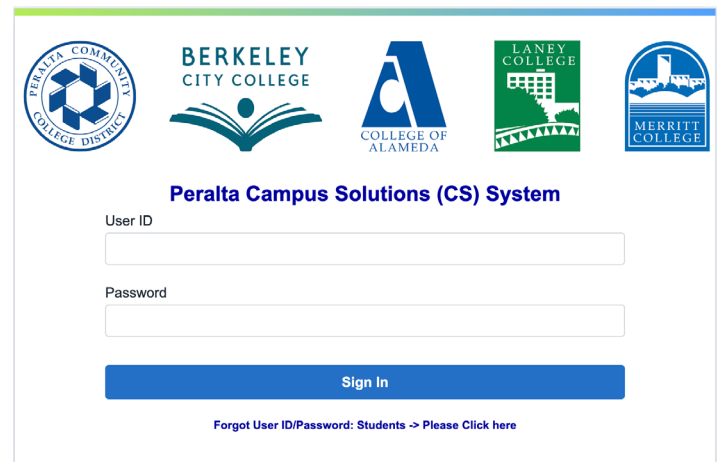 PERALTA COMMUNITY
COLLEGE DISTRICT
BERKELEY
CITY COLLEGE
COLLEGE OF
ALAMEDA
LANEY
COLLEGE
MERRITT
COLLEGE
Peralta Campus Solutions (CS) System
User ID
Password
Sign In
Forgot User ID/Password: Students -> Please Click here